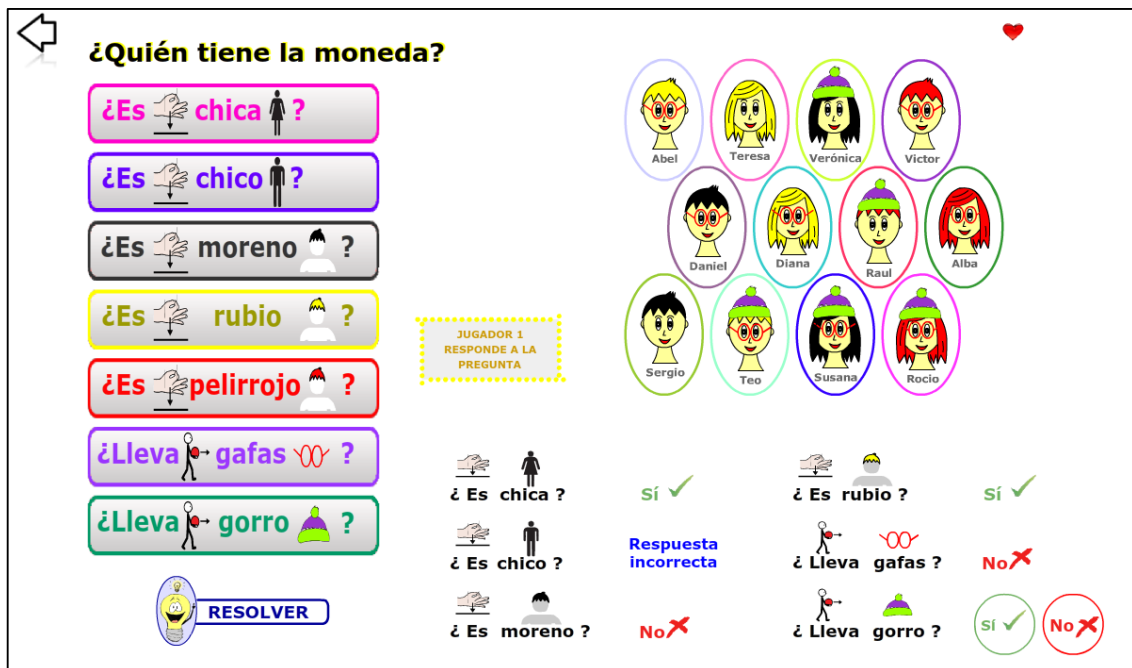 ¿Quién tiene la moneda?
¿Es chica ?
¿Es chico ?
¿Es moreno ?
¿Es rubio ?
¿Es pelirrojo ?
¿Lleva gafas ?
¿Lleva gorro ?
RESOLVER
JUGADOR 1
RESPONDE A LA
PREGUNTA
Abel Teresa Verónica Victor
Daniel Diana Raul Alba
Sergio Teo Susana Rocio
¿ Es chica ? Sí
¿ Es chico ? Respuesta
incorrecta
¿ Es moreno ? No
¿ Es rubio ? Sí
¿ Lleva gafas ? No
¿ Lleva gorro ? Sí No